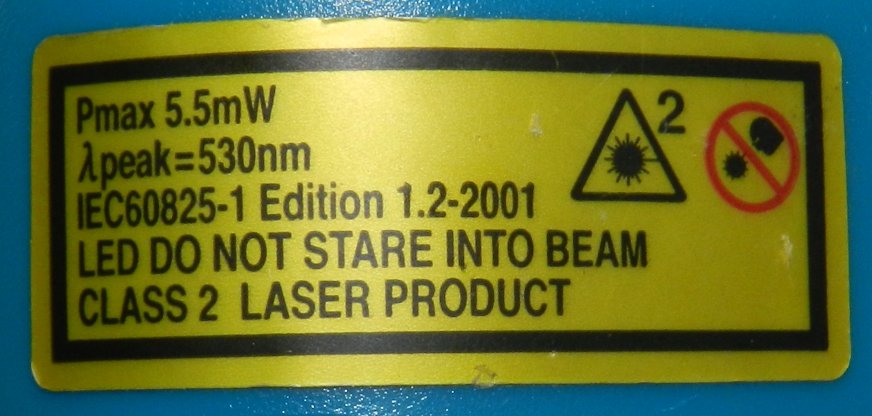 Pmax 5.5mW
λpeak=530nm
IEC60825-1 Edition 1.2-2001
LED DO NOT STARE INTO BEAM
CLASS 2 LASER PRODUCT
2